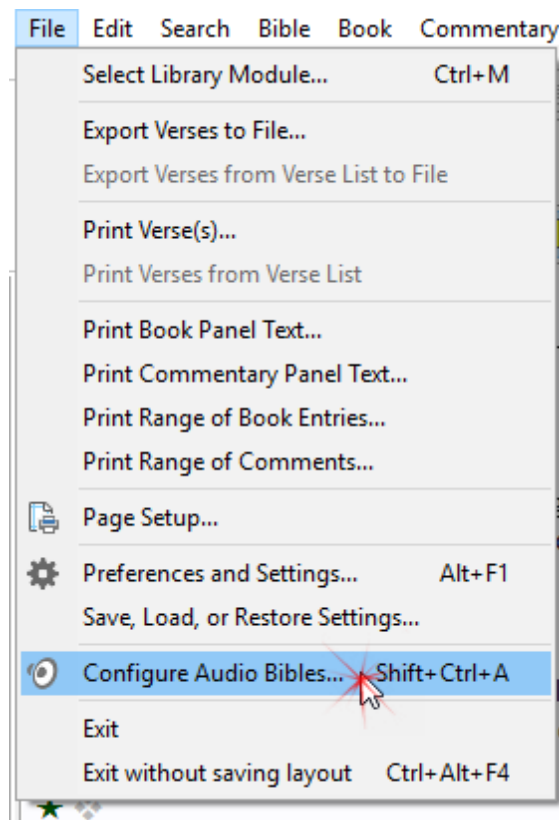 File Edit Search Bible Book Commentary
Select Library Module... Ctrl+M
Export Verses to File...
Export Verses from Verse List to File
Print Verse(s)...
Print Verses from Verse List
Print Book Panel Text...
Print Commentary Panel Text...
Print Range of Book Entries...
Print Range of Comments...
Page Setup...
Preferences and Settings... Alt+F1
Save, Load, or Restore Settings...
Configure Audio Bibles... Shift+Ctrl+A
Exit
Exit without saving layout Ctrl+Alt+F4